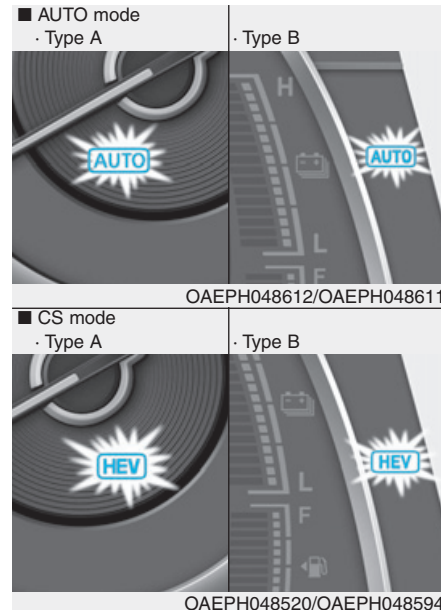 ■ AUTO mode
· Type A
· Type B
AUTO
H
L
F
AUTO
OAEPH048612/OAEPH048611
■ CS mode
· Type A
· Type B
HEV
L
F
HEV
OAEPH048520/OAEPH048594